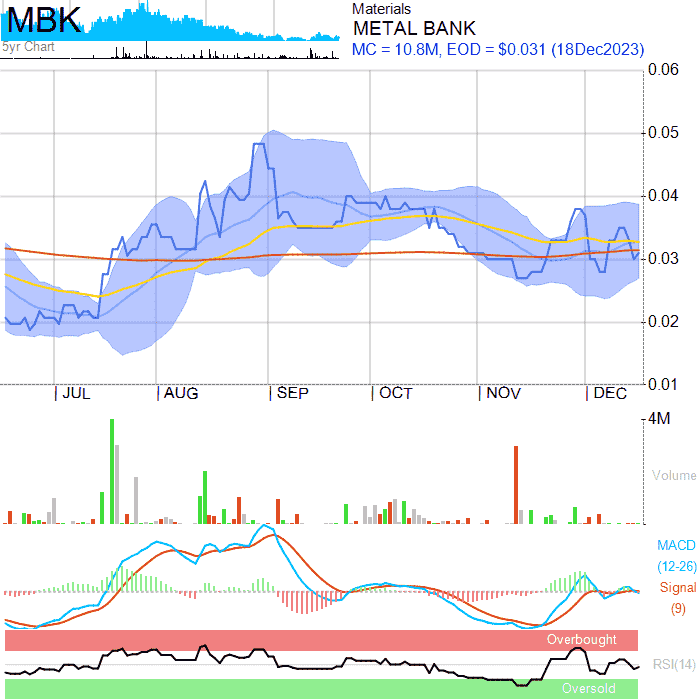 MBK
5yr Chart
Materials
METAL BANK
MC = 10.8M, EOD = $0.031 (18Dec2023)
0.06
0.05
0.04
0.03
0.02
0.01
JUL AUG SEP OCT NOV DEC
4M
Volume
MACD
(12-26)
Signal
(9)
Overbought
RSI(14)
Oversold